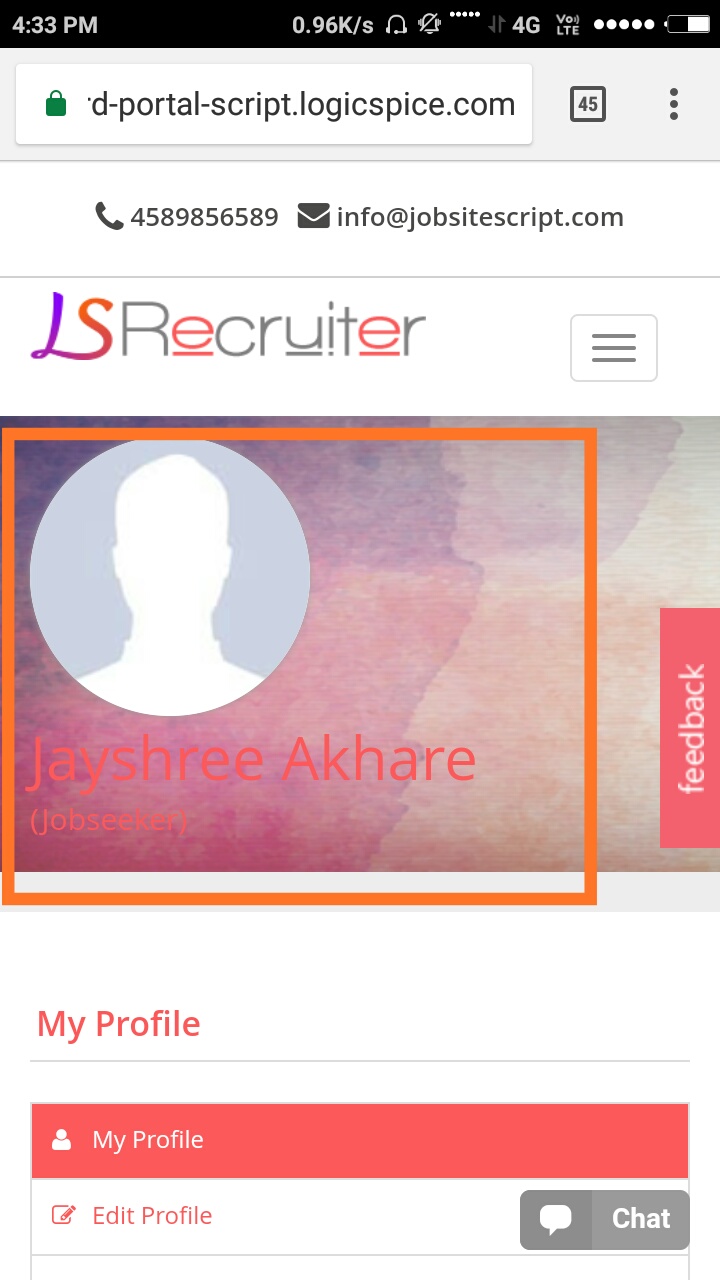 4:33 PM 0.96K/s 4G Vo) LTE
rd-portal-script.logicspice.com 45
4589856589 info@jobsitescript.com
LSRecruiter
feedback
Jayshree Akhare
(Jobseeker)
My Profile
My Profile
Edit Profile
Chat